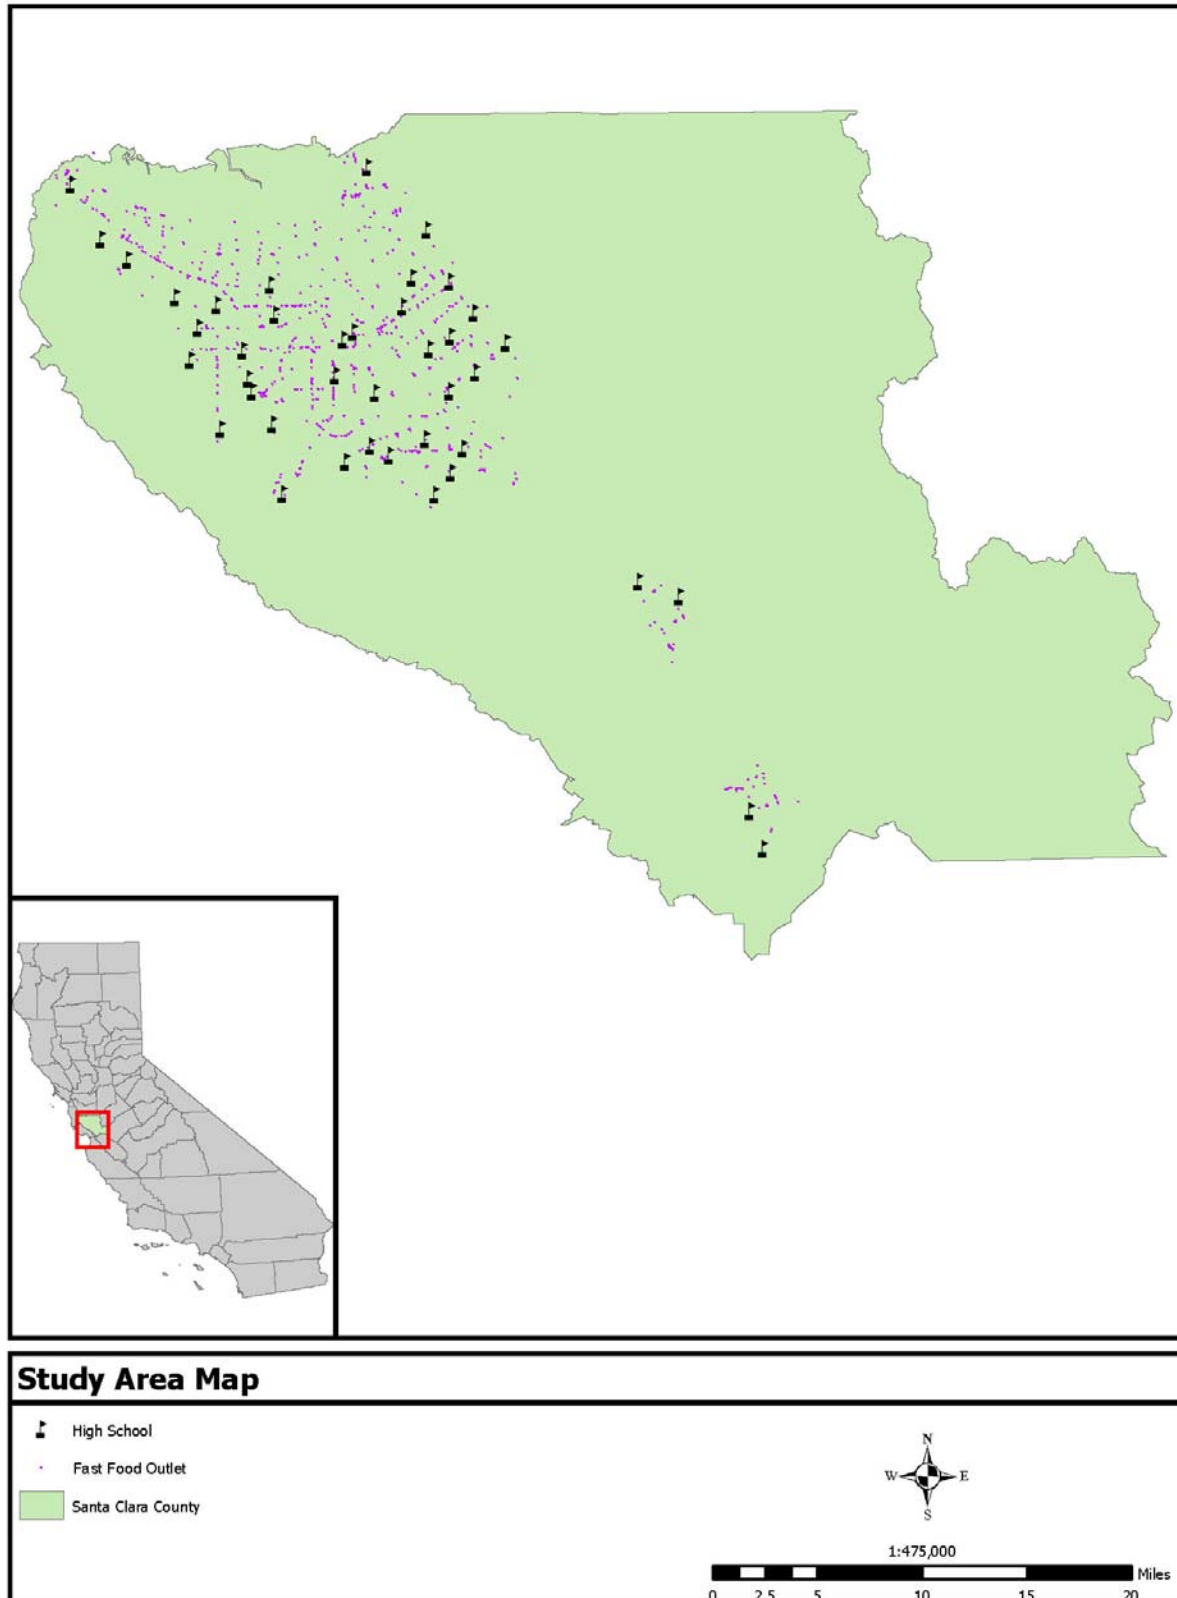 Study Area Map
High School
Fast Food Outlet
Santa Clara County
N
W E
S
1:475,000
Miles
0 2.5 5 10 15 20